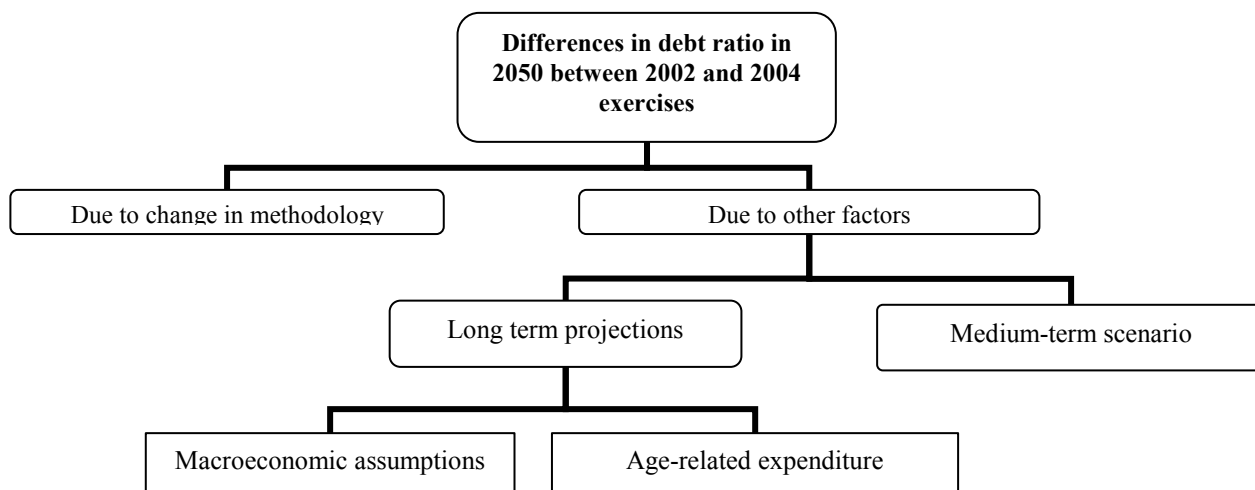 Differences in debt ratio in
2050 between 2002 and 2004
exercises
Due to change in methodology
Due to other factors
Long term projections
Medium-term scenario
Macroeconomic assumptions
Age-related expenditure